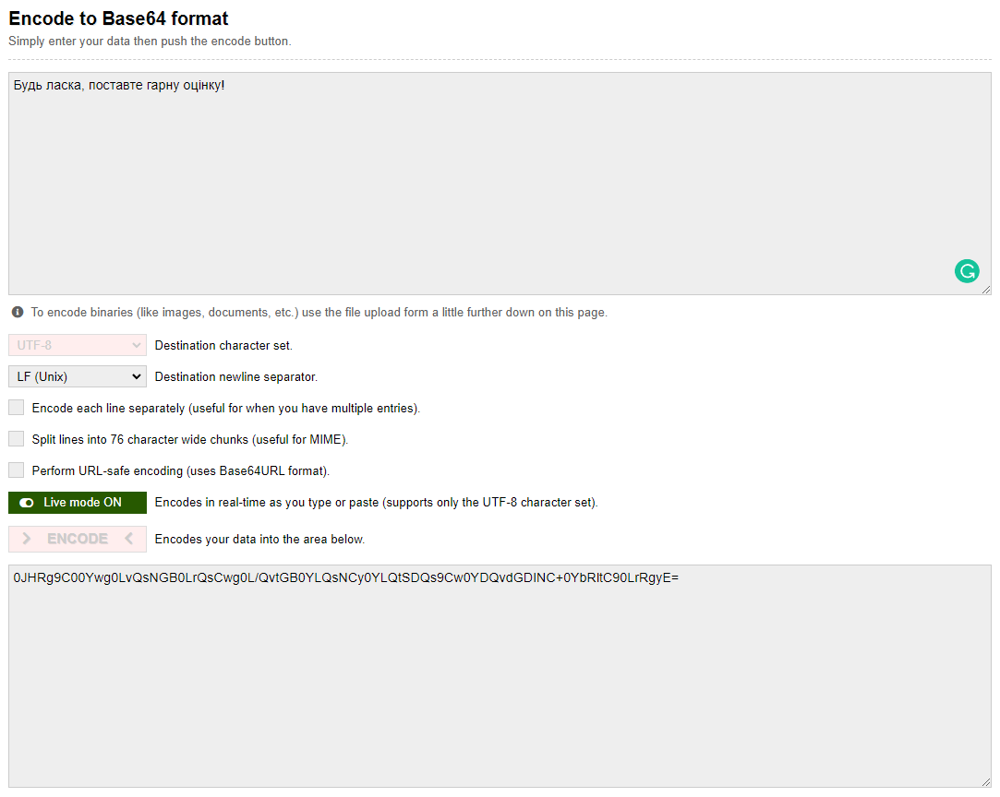 Encode to Base64 format
Simply enter your data then push the encode button.
Будь ласка, поставте гарну оцінку!
To encode binaries (like images, documents, etc.) use the file upload form a little further down on this page.
UTF-8 Destination character set.
LF (Unix) Destination newline separator.
Encode each line separately (useful for when you have multiple entries).
Split lines into 76 character wide chunks (useful for MIME).
Perform URL-safe encoding (uses Base64URL format).
Live mode ON Encodes in real-time as you type or paste (supports only the UTF-8 character set).
ENCODE Encodes your data into the area below.
0JHRg9C00Ywg0LvQsNGB0LrQsCwg0L/QvtGB0YLQsNCy0YLQtSDQs9Cw0YDQvdGDINC+0YbRltC90LrRgyE=